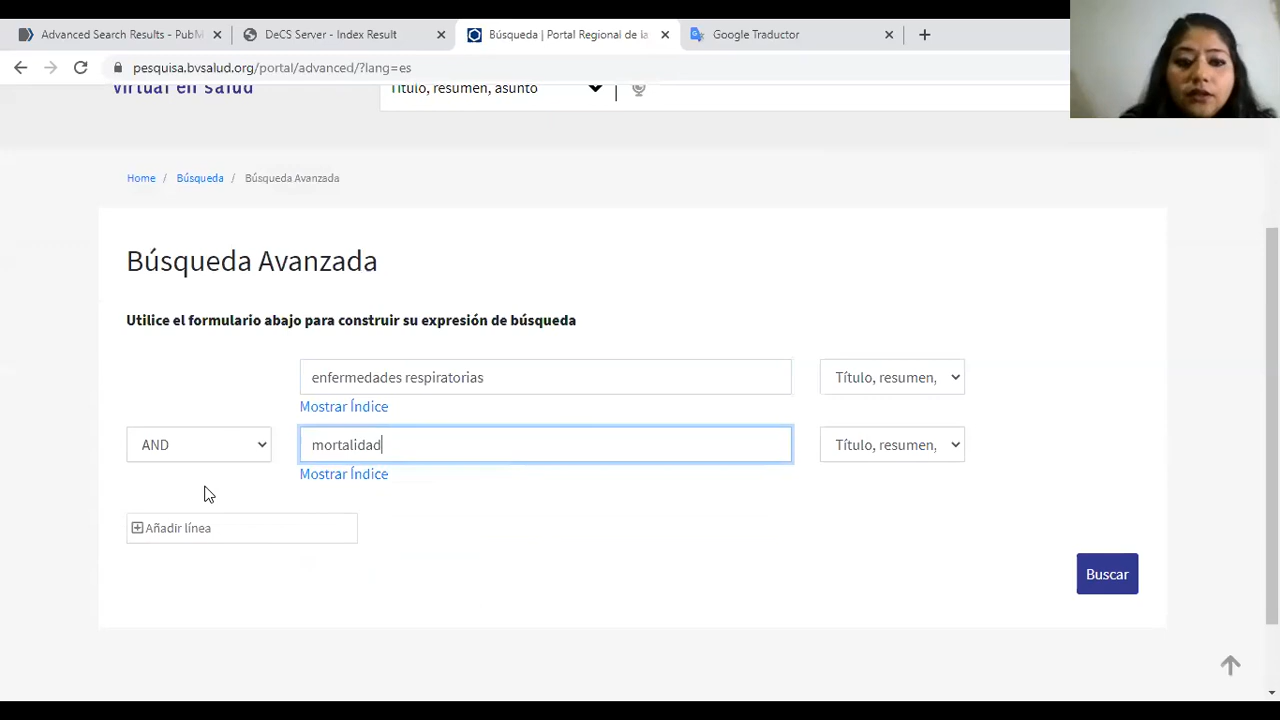 Advanced Search Results - PubM
DeCS Server - Index Result
Búsqueda | Portal Regional de la
Google Traductor
pesquisa.bvsalud.org/portal/advanced/?lang=es
virtual en salud
Título, resumen, asunto
Home / Búsqueda / Búsqueda Avanzada
Búsqueda Avanzada
Utilice el formulario abajo para construir su expresión de búsqueda
enfermedades respiratorias
Título, resumen,
Mostrar Índice
AND
mortalidad
Título, resumen,
Mostrar Índice
Añadir línea
Buscar